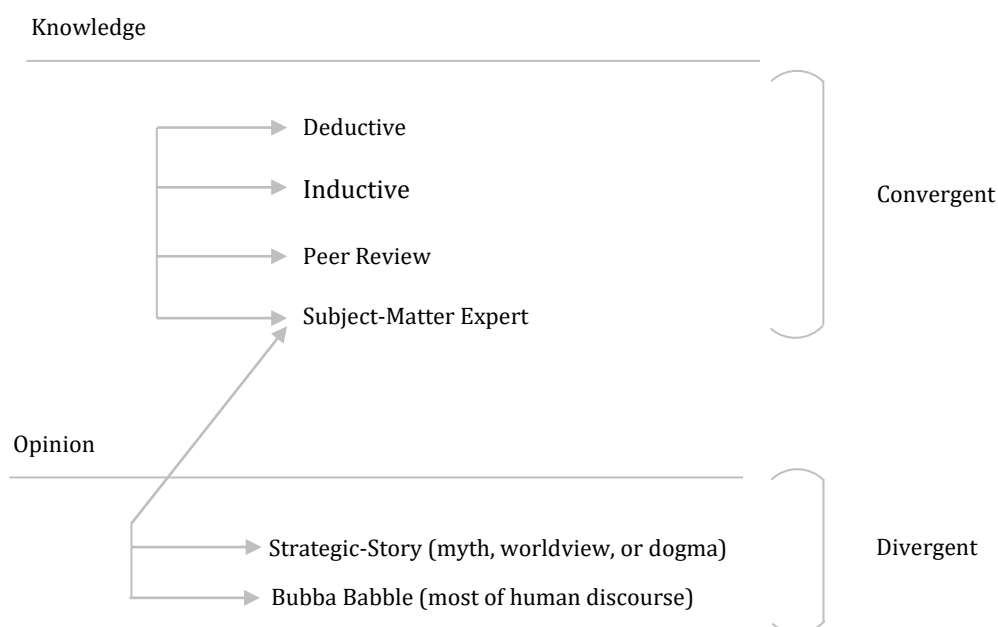 Knowledge
Deductive
Inductive
Convergent
Peer Review
Subject-Matter Expert
Opinion
Strategic-Story (myth, worldview, or dogma)
Divergent
Bubba Babble (most of human discourse)